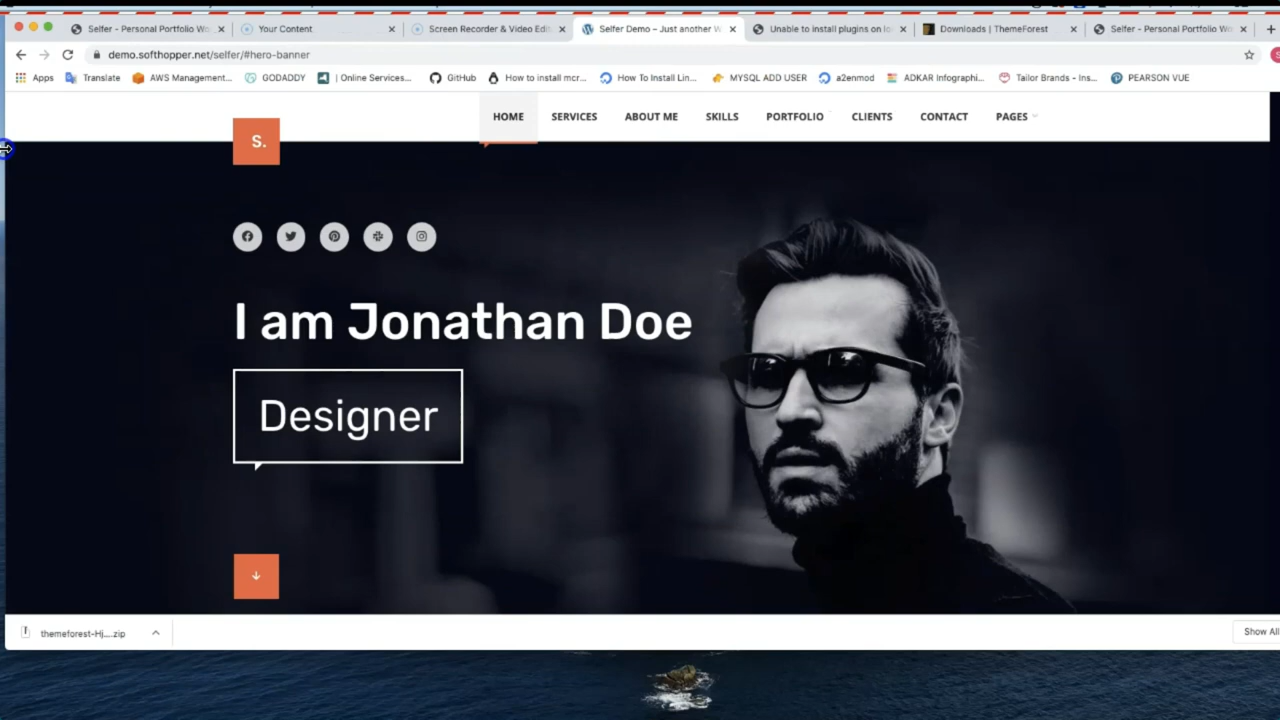 Selfer - Personal Portfolio Wo
Your Content
Screen Recorder & Video Edit
Selfer Demo – Just another W
Unable to install plugins on lo
Downloads | ThemeForest
Selfer - Personal Portfolio Wo
demo.softhopper.net/selfer/#hero-banner
Apps
Translate
AWS Management...
GODADDY
| Online Services...
GitHub
How to install mcr...
How To Install Lin...
MYSQL ADD USER
a2enmod
ADKAR Infographi...
Tailor Brands - Ins...
PEARSON VUE
HOME
SERVICES
ABOUT ME
SKILLS
PORTFOLIO
CLIENTS
CONTACT
PAGES
S.
I am Jonathan Doe
Designer
themeforest-Hj....zip
Show All